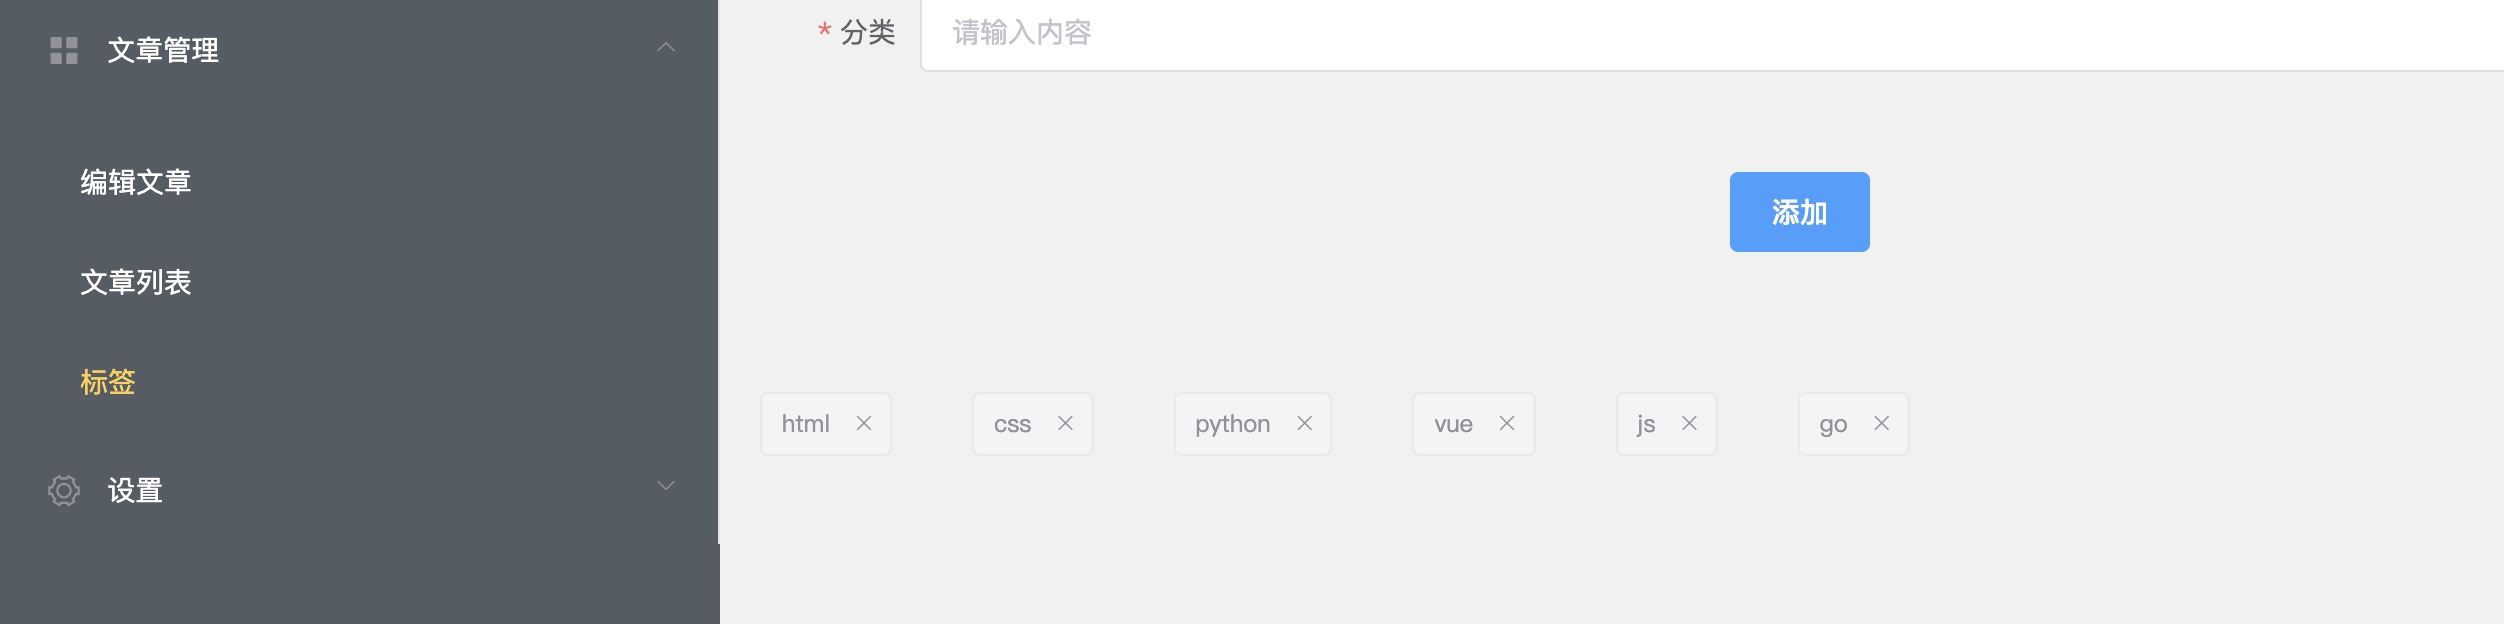 文章管理
编辑文章
文章列表
标签
设置
* 分类
请输入内容
添加
html
css
python
vue
js
go